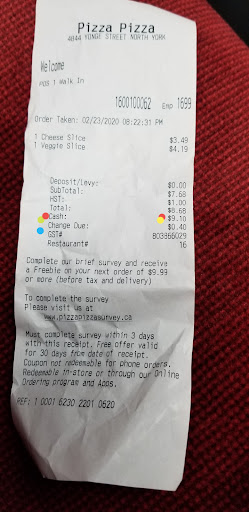 Pizza Pizza
4844 YONGE STREET NORTH YORK
Welcome
POS 1 Walk In
1600100062 Emp 1699
Order Taken: 02/23/2020 08:22:31 PM
1 Cheese Slice $3.49
1 Veggie Slice $4.19
Deposit/Levy: $0.00
SubTotal: $7.68
HST: $1.00
Total: $8.68
Cash: $9.10
Change Due: $0.40
GST# 803366029
Restaurant# 16
Complete our brief survey and receive
a Freebie on your next order of $9.99
or more (before tax and delivery)
To complete the survey
Please visit us at
www.pizzapizzasurvey.ca
Must complete survey within 3 days
with this receipt. Free offer valid
for 30 days from date of receipt.
Coupon not redeemable for phone orders.
Redeemable in-store or through our Online
Ordering program and Apps.
REF: 1 0001 6230 2201 0620